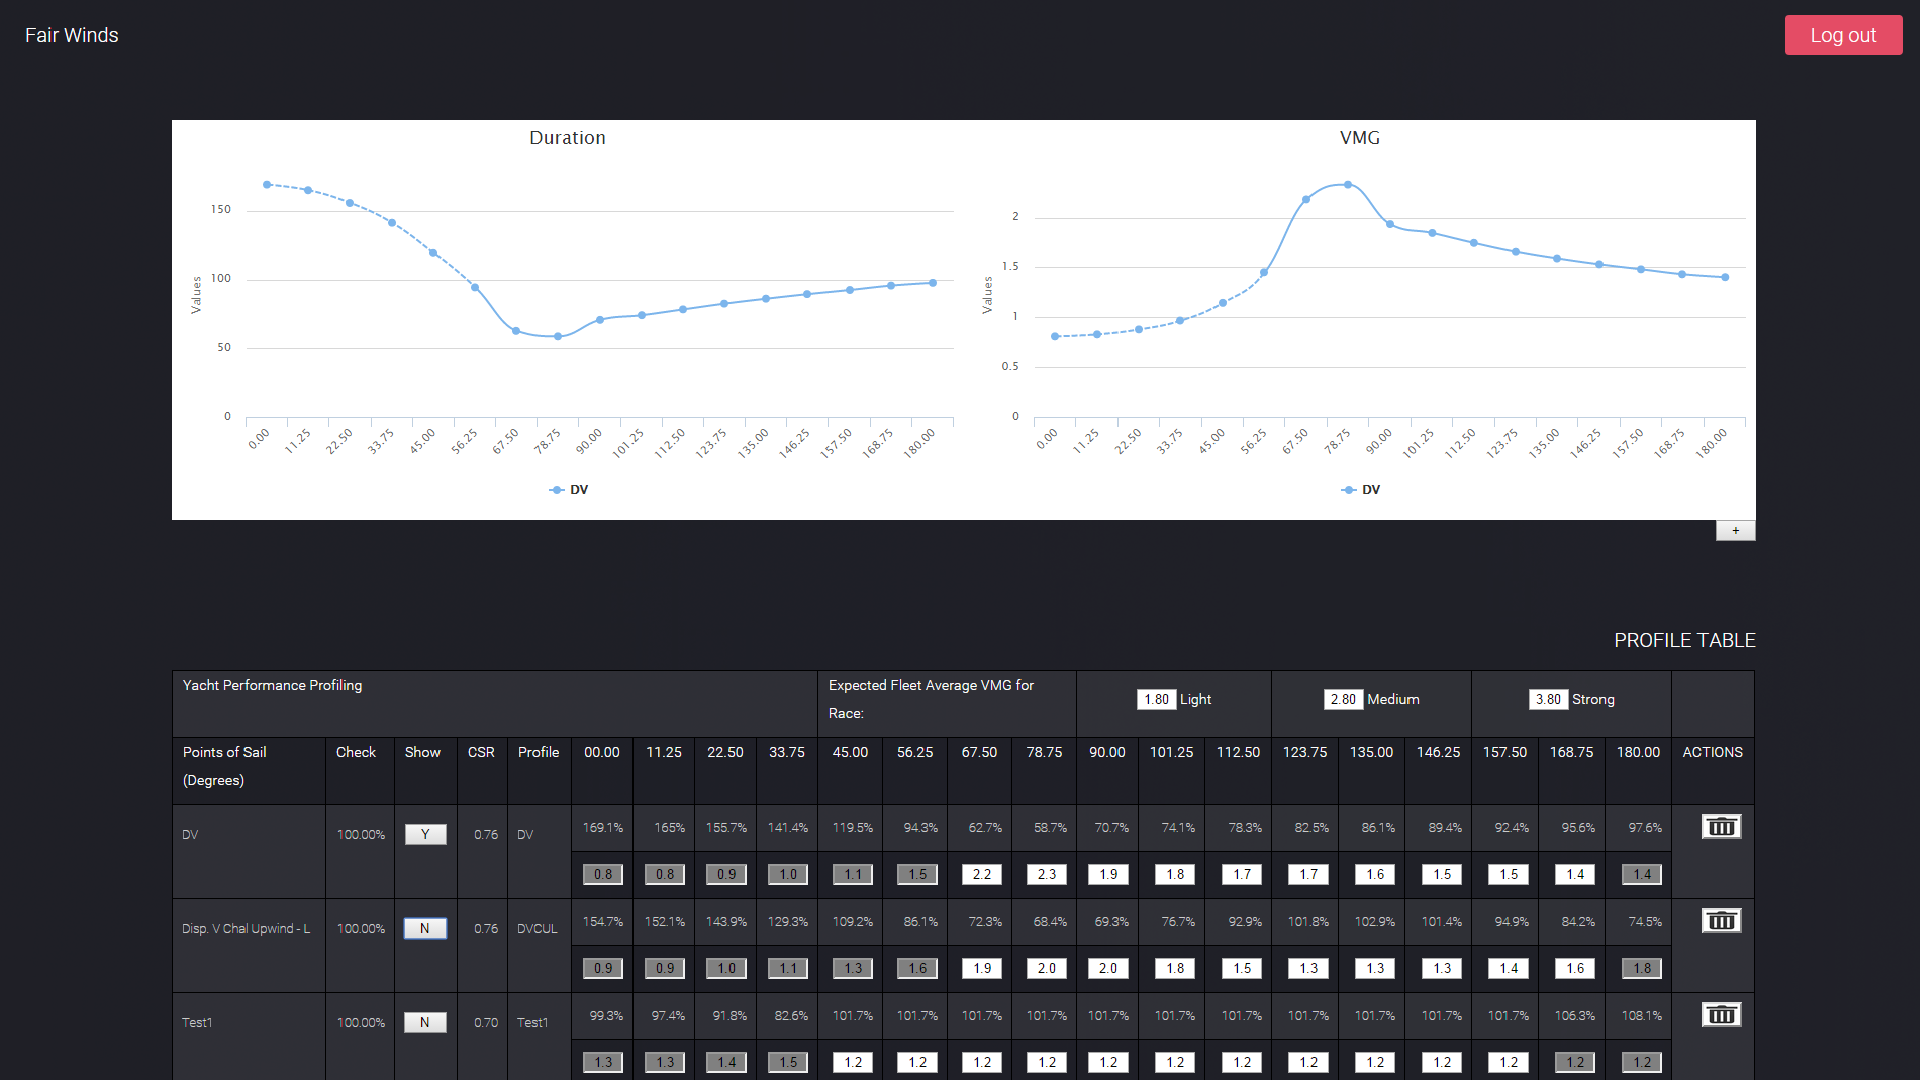 Fair Winds
Log out
Duration
VMG
Values
150
100
50
0
0.00 11.25 22.50 33.75 45.00 56.25 67.50 78.75 90.00 101.25 112.50 123.75 135.00 146.25 157.50 168.75 180.00
DV
Values
2
1.5
1
0.5
0
0.00 11.25 22.50 33.75 45.00 56.25 67.50 78.75 90.00 101.25 112.50 123.75 135.00 146.25 157.50 168.75 180.00
DV
+
PROFILE TABLE
Yacht Performance Profiling
Expected Fleet Average VMG for
Race:
1.80 Light
2.80 Medium
3.80 Strong
Points of Sail
(Degrees)
Check Show CSR Profile 00.00 11.25 22.50 33.75 45.00 56.25 67.50 78.75 90.00 101.25 112.50 123.75 135.00 146.25 157.50 168.75 180.00 ACTIONS
DV 100.00% Y 0.76 DV 169.1% 165% 155.7% 141.4% 119.5% 94.3% 62.7% 58.7% 70.7% 74.1% 78.3% 82.5% 86.1% 89.4% 92.4% 95.6% 97.6%
0.8 0.8 0.9 1.0 1.1 1.5 2.2 2.3 1.9 1.8 1.7 1.7 1.6 1.5 1.5 1.4 1.4
Disp. V Chal Upwind - L 100.00% N 0.76 DVCUL 154.7% 152.1% 143.9% 129.3% 109.2% 86.1% 72.3% 68.4% 69.3% 76.7% 92.9% 101.8% 102.9% 101.4% 94.9% 84.2% 74.5%
0.9 0.9 1.0 1.1 1.3 1.6 1.9 2.0 2.0 1.8 1.5 1.3 1.3 1.3 1.4 1.6 1.8
Test1 100.00% N 0.70 Test1 99.3% 97.4% 91.8% 82.6% 101.7% 101.7% 101.7% 101.7% 101.7% 101.7% 101.7% 101.7% 101.7% 101.7% 101.7% 106.3% 108.1%
1.3 1.3 1.4 1.5 1.2 1.2 1.2 1.2 1.2 1.2 1.2 1.2 1.2 1.2 1.2 1.2 1.2